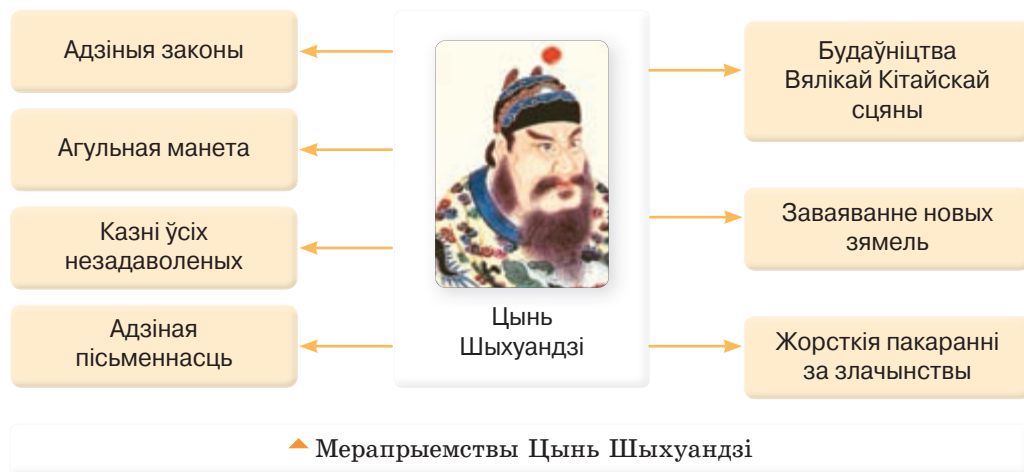 Адзіныя законы
Агульная манета
Казні ўсіх
незадаволеных
Адзіная
пісьменнасць
Цынь
Шыхуандзі
Будаўніцтва
Вялікай Кітайскай
сцяны
Заваяванне новых
зямель
Жорсткія пакаранні
за злачынствы
Мерапрыемствы Цынь Шыхуандзі